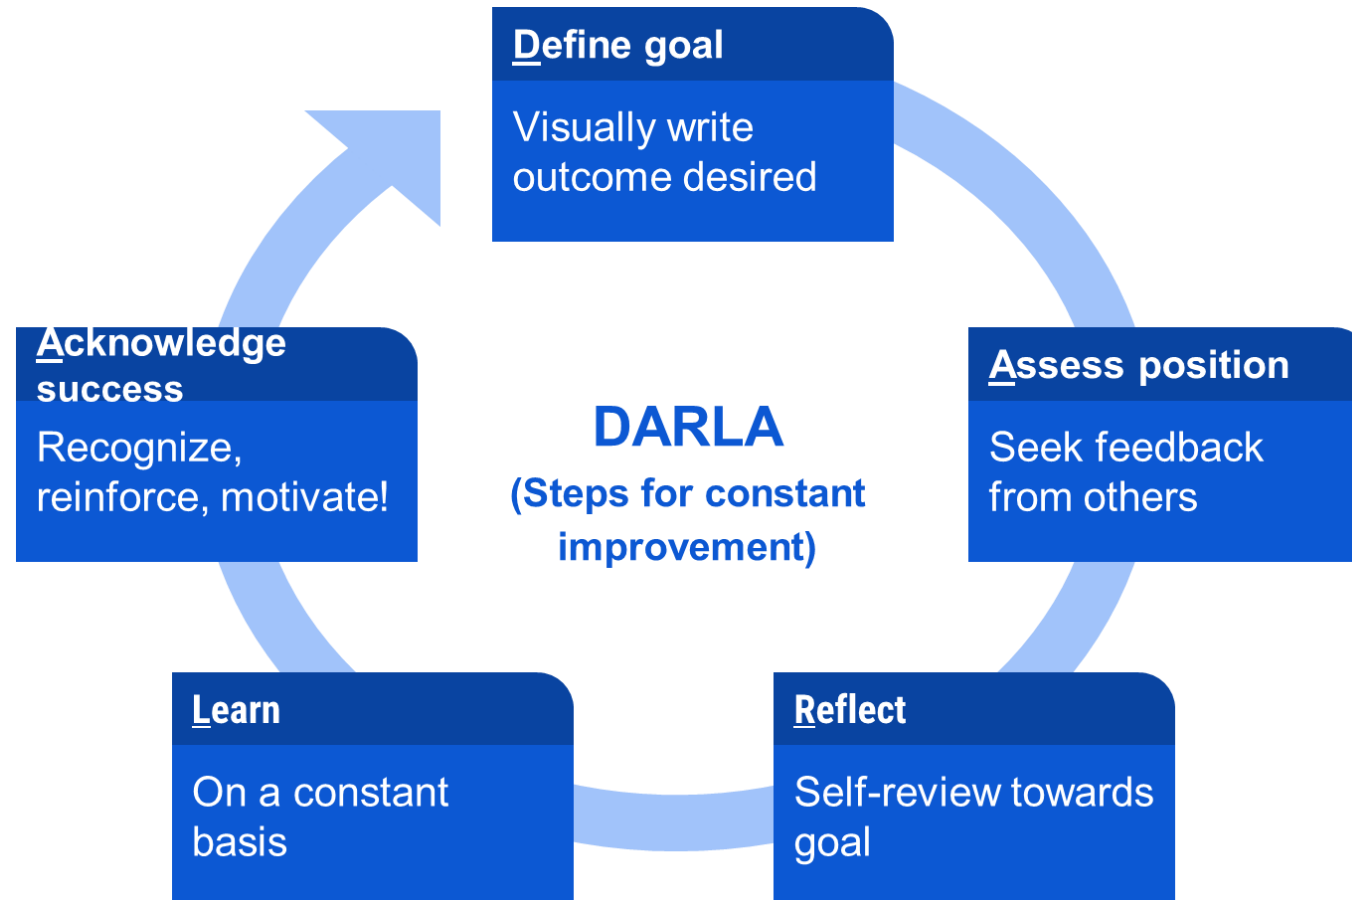 Define goal
Visually write
outcome desired
Assess position
Seek feedback
from others
Reflect
Self-review towards
goal
Learn
On a constant
basis
Acknowledge
success
Recognize,
reinforce, motivate!
DARLA
(Steps for constant
improvement)